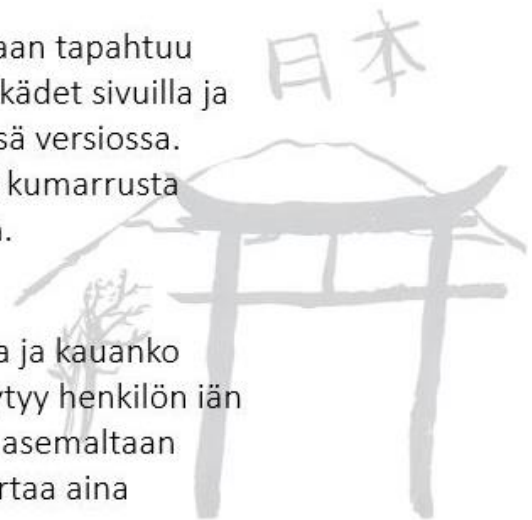 aan tapahtuu
日本
kädet sivuilla ja
sä versiossa.
kumarrusta
a ja kauanko
ytyy henkilön iän
asemaltaan
rtaa aina